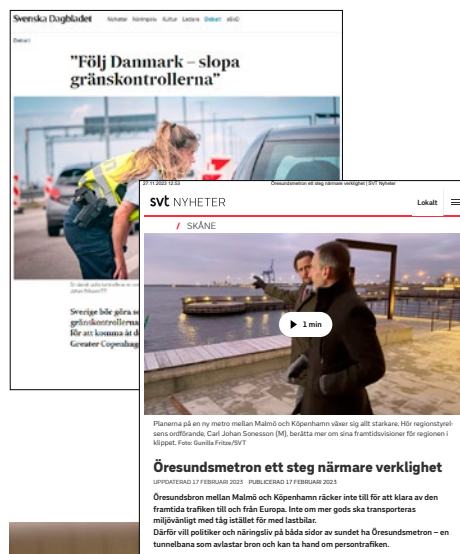 Svenska Dagbladet
Nyheter Näringsliv Kultur Ledare Debatt
Debatt
"Följ Danmark – slopa
gränskontrollerna"
Sverige bör göra
gränskontrollerna
för att komma åt
Greater Copenhagen
27.11.2023 12:53 Öresundsmetron ett steg närmare verklighet | SVT Nyheter
svt NYHETER Lokalt
/ SKÅNE
1 min
Planerna på en ny metro mellan Malmö och Köpenhamn växer sig allt starkare. Hör regionstyrel-
sens ordförande, Carl Johan Sonesson (M), berätta mer om sina framtidsvisioner för regionen i
klippet. Foto: Gunilla Fritze/SVT
Öresundsmetron ett steg närmare verklighet
UPPDATERAD 17 FEBRUARI 2023 PUBLICERAD 17 FEBRUARI 2023
Öresundsbron mellan Malmö och Köpenhamn räcker inte till för att klara av den
framtida trafiken till och från Europa. Inte om mer gods ska transporteras
miljövänligt med tåg istället för med lastbilar.
Därför vill politiker och näringsliv på båda sidor av sundet ha Öresundsmetron – en
tunnelbana som avlastar bron och kan ta hand om persontrafiken.